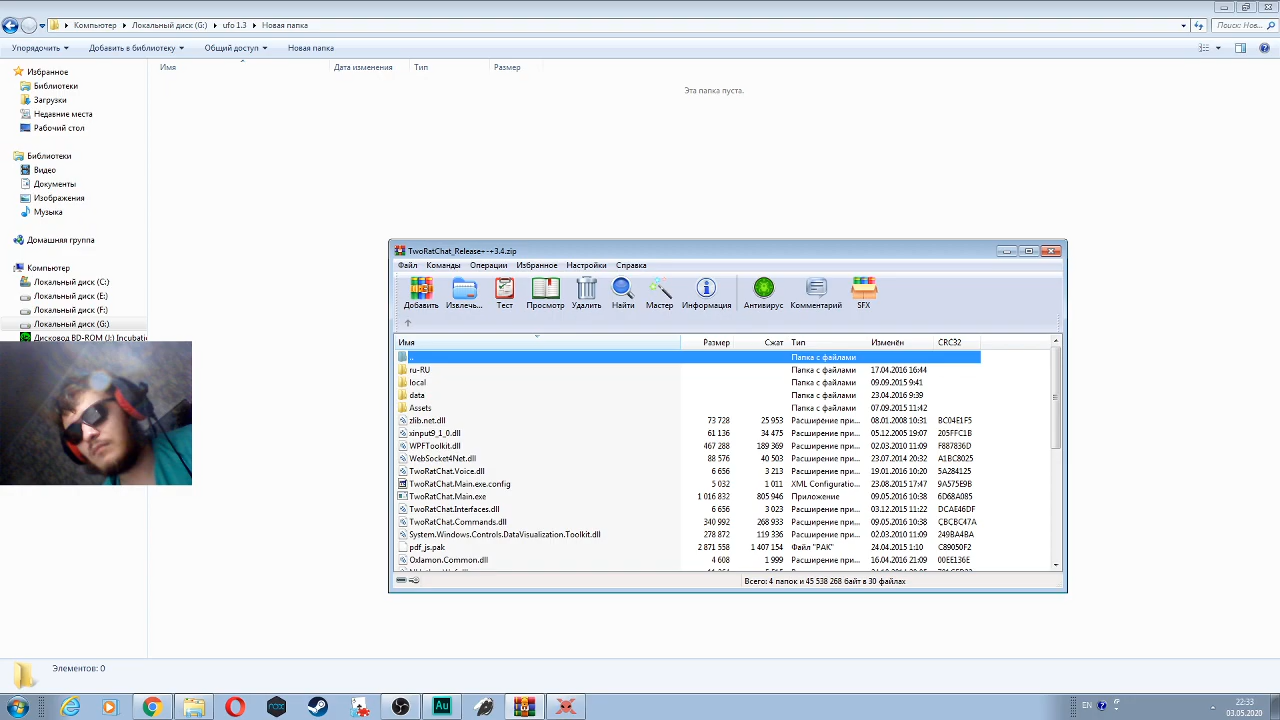 Компьютер ▸ Локальный диск (G:) ▸ ufo 1.3 ▸ Новая папка
Поиск: Нов...
Упорядочить Добавить в библиотеку Общий доступ Новая папка
Избранное
Библиотеки
Загрузки
Недавние места
Рабочий стол
Библиотеки
Видео
Документы
Изображения
Музыка
Домашняя группа
Компьютер
Локальный диск (C:)
Локальный диск (E:)
Локальный диск (F:)
Локальный диск (G:)
Дисковод BD-ROM (J:) Incubati
Имя Дата изменения Тип Размер
Эта папка пуста.
TwoRatChat_Release+-+3.4.zip
Файл Команды Операции Избранное Настройки Справка
Добавить Извлечь... Тест Просмотр Удалить Найти Мастер Информация Антивирус Комментарий SFX
Имя Размер Сжат Тип Изменён CRC32
.. Папка с файлами
ru-RU Папка с файлами 17.04.2016 16:44
local Папка с файлами 09.09.2015 9:41
data Папка с файлами 23.04.2016 9:39
Assets Папка с файлами 07.09.2015 11:42
zlib.net.dll 73 728 25 953 Расширение при... 08.01.2008 10:31 BC04E1F5
xinput9_1_0.dll 61 136 34 475 Расширение при... 05.12.2005 19:07 205FFC1B
WPFToolkit.dll 467 288 189 369 Расширение при... 02.03.2010 11:09 F887836D
WebSocket4Net.dll 88 576 40 503 Расширение при... 23.07.2014 20:32 A1BC8025
TwoRatChat.Voice.dll 6 656 3 213 Расширение при... 19.01.2016 10:20 5A284125
TwoRatChat.Main.exe.config 5 032 1 011 XML Configuratio... 23.08.2015 17:47 9A575E9B
TwoRatChat.Main.exe 1 016 832 805 946 Приложение 09.05.2016 10:38 6D68A085
TwoRatChat.Interfaces.dll 6 656 3 023 Расширение при... 03.12.2015 11:22 DCAE46DF
TwoRatChat.Commands.dll 340 992 268 933 Расширение при... 09.05.2016 10:38 CBCBC47A
System.Windows.Controls.DataVisualization.Toolkit.dll 278 872 119 336 Расширение при... 02.03.2010 11:09 249BA4BA
pdf_js.pak 2 871 558 1 407 154 Файл "PAK" 24.04.2015 1:10 C89050F2
Oxlamon.Common.dll 4 608 1 999 Расширение при... 16.04.2016 21:09 00EE136E
Всего: 4 папок и 45 538 268 байт в 30 файлах
Элементов: 0
nox Au EN 22:33
03.05.2020